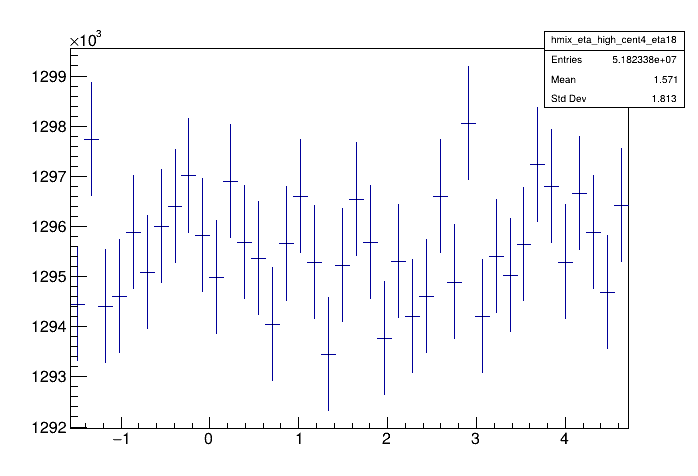 ×10³
hmix_eta_high_cent4_eta18
Entries 5.182338e+07
Mean 1.571
Std Dev 1.813
1299
1298
1297
1296
1295
1294
1293
1292
−1 0 1 2 3 4